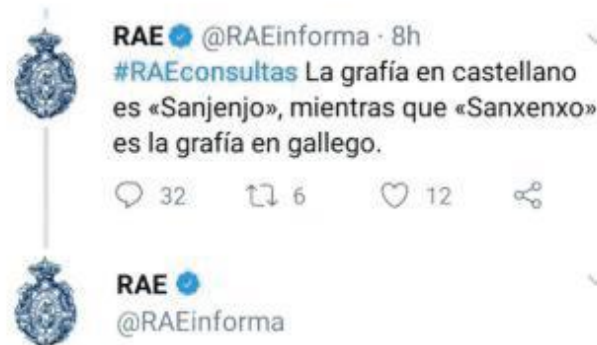 RAE @RAEinforma · 8h
#RAEconsultas La grafía en castellano
es «Sanjenjo», mientras que «Sanxenxo»
es la grafía en gallego.
32 6 12
RAE
@RAEinforma